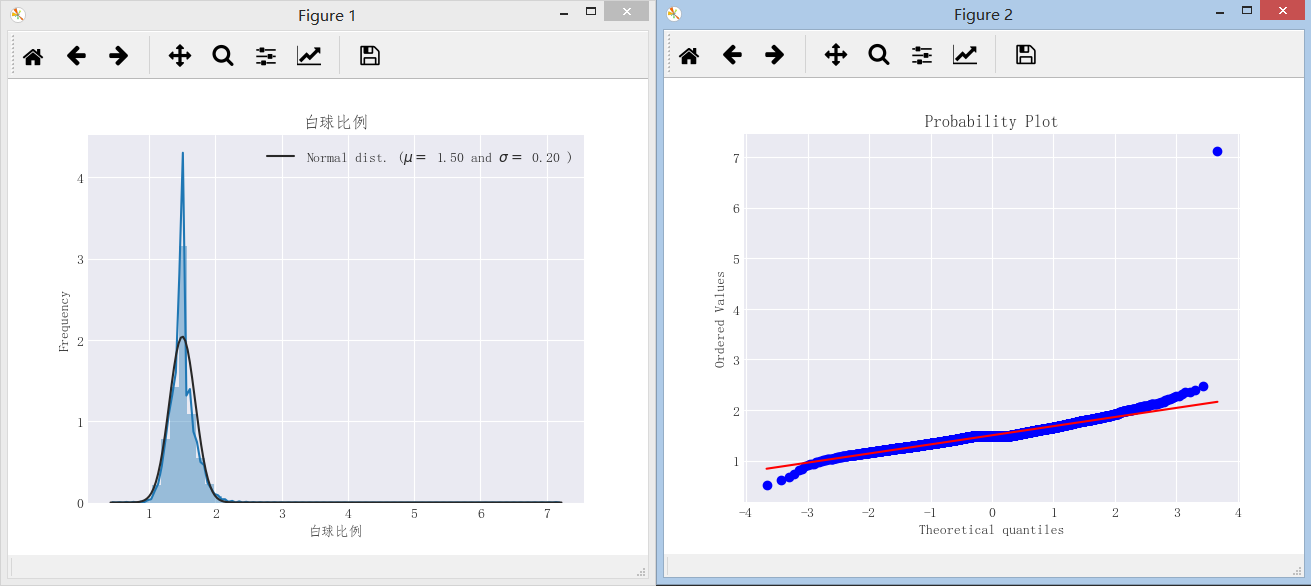 Figure 1
白球比例
Normal dist. (μ= 1.50 and σ= 0.20 )
Frequency
4
3
2
1
0
1 2 3 4 5 6 7
白球比例
Figure 2
Probability Plot
Ordered Values
7
6
5
4
3
2
1
-4 -3 -2 -1 0 1 2 3 4
Theoretical quantiles